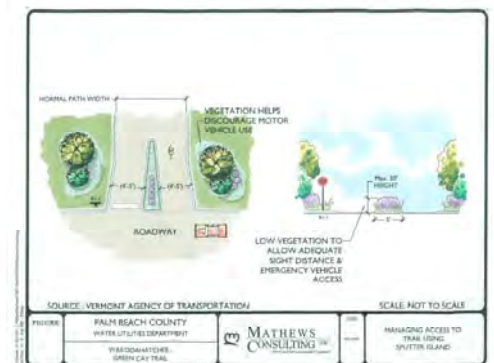 NORMAL PATH WIDTH
VEGETATION HELPS
DISCOURAGE MOTOR
VEHICLE USE
ROADWAY
Max. 30"
HEIGHT
LOW VEGETATION TO
ALLOW ADEQUATE
SIGHT DISTANCE &
EMERGENCY VEHICLE
ACCESS
SOURCE: VERMONT AGENCY OF TRANSPORTATION
SCALE: NOT TO SCALE
FIGURE
PALM BEACH COUNTY
WATER UTILITIES DEPARTMENT
WAKODAHATCHEE
GREEN CAY TRAIL
MATHEWS
CONSULTING
MANAGING ACCESS TO
TRAIL USING
SPLITTER ISLAND